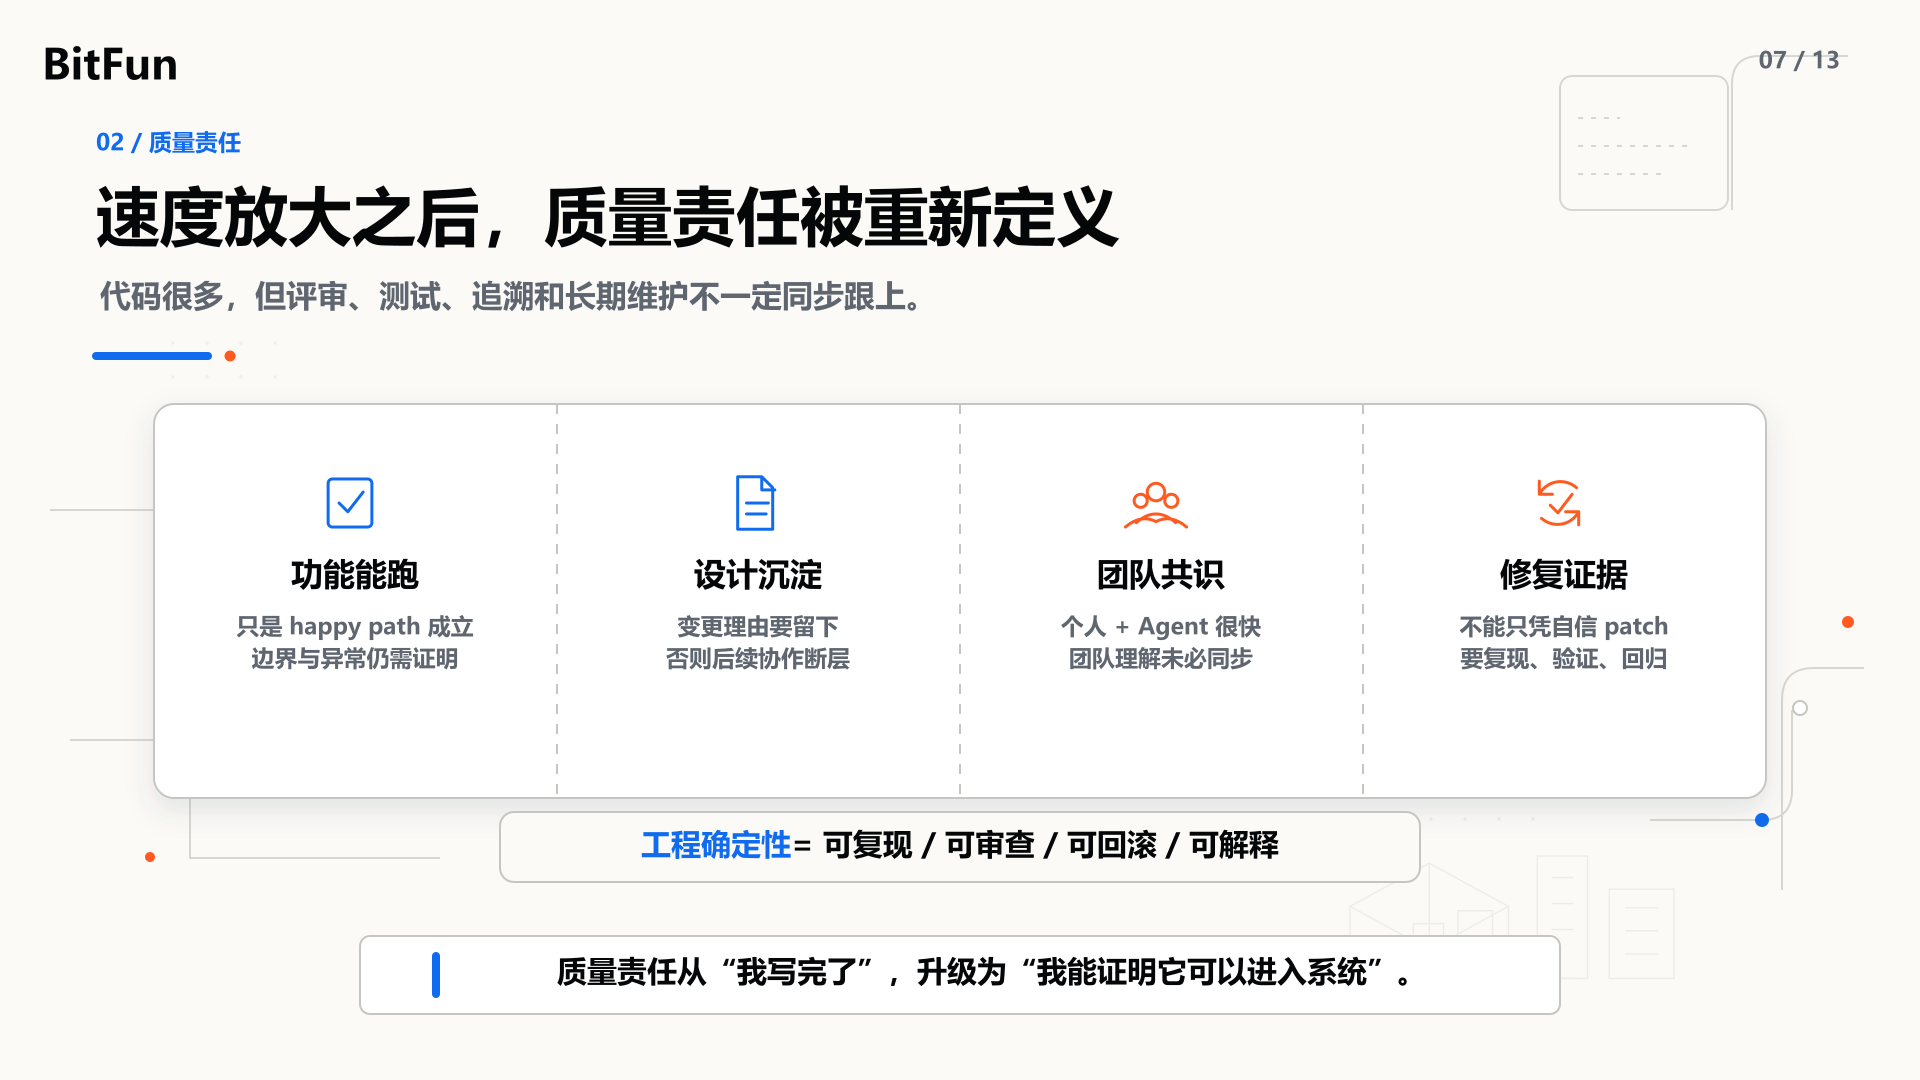 BitFun
07 / 13
02 / 质量责任
速度放大之后，质量责任被重新定义
代码很多，但评审、测试、追溯和长期维护不一定同步跟上。
功能能跑
只是 happy path 成立
边界与异常仍需证明
设计沉淀
变更理由要留下
否则后续协作断层
团队共识
个人 + Agent 很快
团队理解未必同步
修复证据
不能只凭自信 patch
要复现、验证、回归
工程确定性= 可复现 / 可审查 / 可回滚 / 可解释
质量责任从“我写完了”，升级为“我能证明它可以进入系统”。